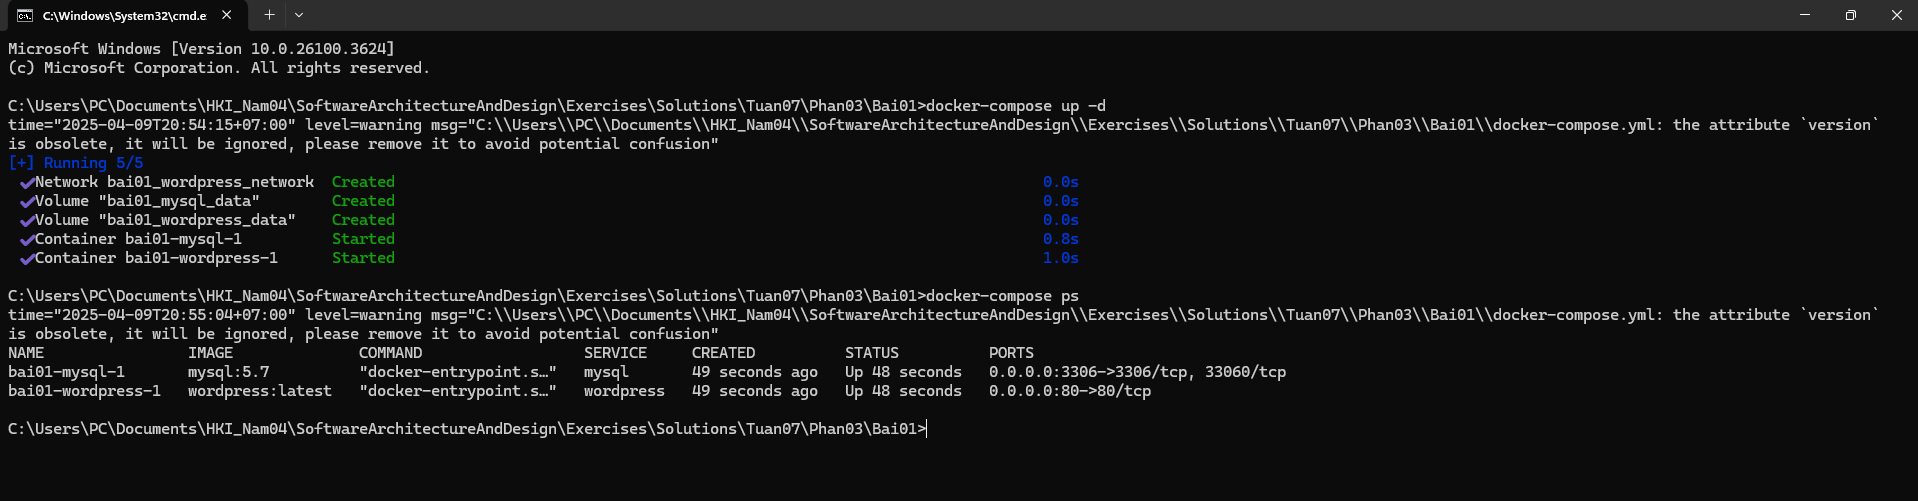 C:\Windows\System32\cmd.e
Microsoft Windows [Version 10.0.26100.3624]
(c) Microsoft Corporation. All rights reserved.
C:\Users\PC\Documents\HKI_Nam04\SoftwareArchitectureAndDesign\Exercises\Solutions\Tuan07\Phan03\Bai01>docker-compose up -d
time="2025-04-09T20:54:15+07:00" level=warning msg="C:\\Users\\PC\\Documents\\HKI_Nam04\\SoftwareArchitectureAndDesign\\Exercises\\Solutions\\Tuan07\\Phan03\\Bai01\\docker-compose.yml: the attribute `version`
is obsolete, it will be ignored, please remove it to avoid potential confusion"
[+] Running 5/5
✔Network bai01_wordpress_network  Created  0.0s
✔Volume "bai01_mysql_data"  Created  0.0s
✔Volume "bai01_wordpress_data"  Created  0.0s
✔Container bai01-mysql-1  Started  0.8s
✔Container bai01-wordpress-1  Started  1.0s
C:\Users\PC\Documents\HKI_Nam04\SoftwareArchitectureAndDesign\Exercises\Solutions\Tuan07\Phan03\Bai01>docker-compose ps
time="2025-04-09T20:55:04+07:00" level=warning msg="C:\\Users\\PC\\Documents\\HKI_Nam04\\SoftwareArchitectureAndDesign\\Exercises\\Solutions\\Tuan07\\Phan03\\Bai01\\docker-compose.yml: the attribute `version`
is obsolete, it will be ignored, please remove it to avoid potential confusion"
NAME  IMAGE  COMMAND  SERVICE  CREATED  STATUS  PORTS
bai01-mysql-1  mysql:5.7  "docker-entrypoint.s…"  mysql  49 seconds ago  Up 48 seconds  0.0.0.0:3306->3306/tcp, 33060/tcp
bai01-wordpress-1  wordpress:latest  "docker-entrypoint.s…"  wordpress  49 seconds ago  Up 48 seconds  0.0.0.0:80->80/tcp
C:\Users\PC\Documents\HKI_Nam04\SoftwareArchitectureAndDesign\Exercises\Solutions\Tuan07\Phan03\Bai01>